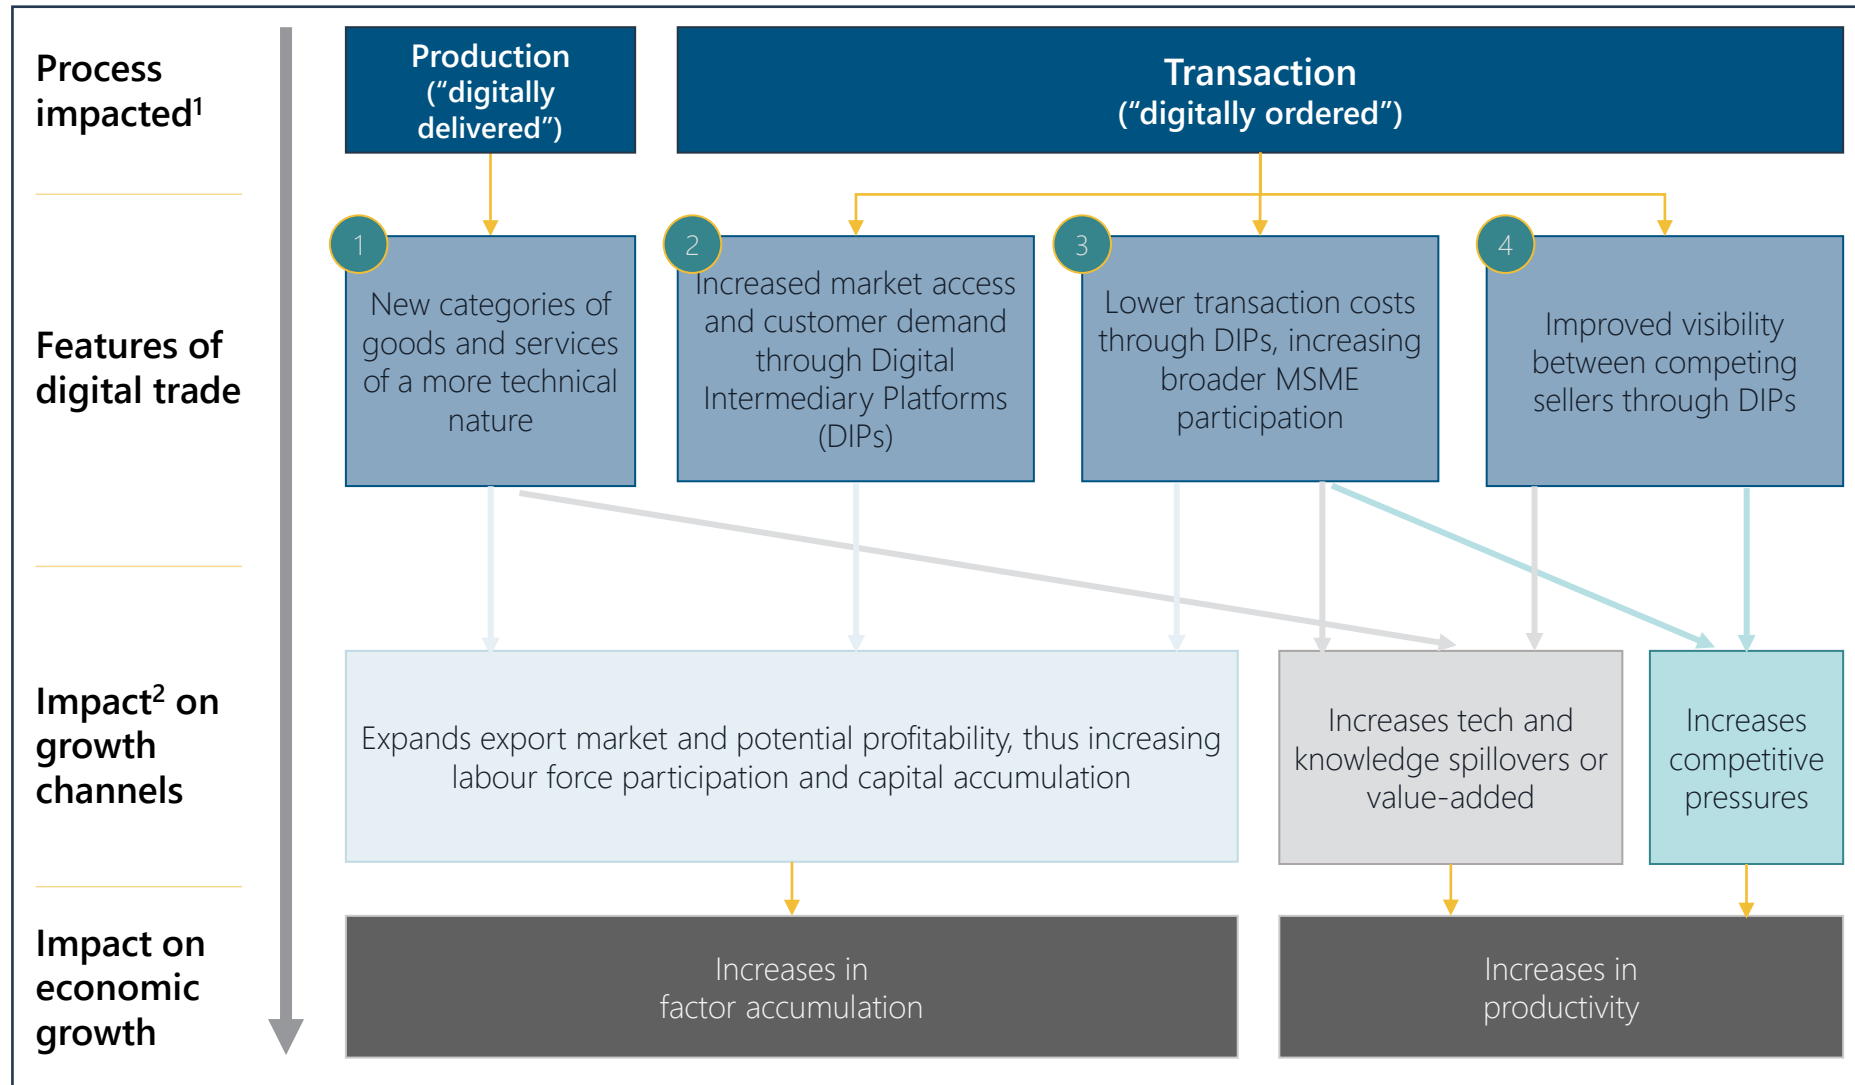 Process
impacted¹
Production
(“digitally
delivered”)
Transaction
(“digitally ordered”)
Features of
digital trade
1
New categories of
goods and services
of a more technical
nature
2
Increased market access
and customer demand
through Digital
Intermediary Platforms
(DIPs)
3
Lower transaction costs
through DIPs, increasing
broader MSME
participation
4
Improved visibility
between competing
sellers through DIPs
Impact² on
growth
channels
Expands export market and potential profitability, thus increasing
labour force participation and capital accumulation
Increases tech and
knowledge spillovers or
value-added
Increases
competitive
pressures
Impact on
economic
growth
Increases in
factor accumulation
Increases in
productivity